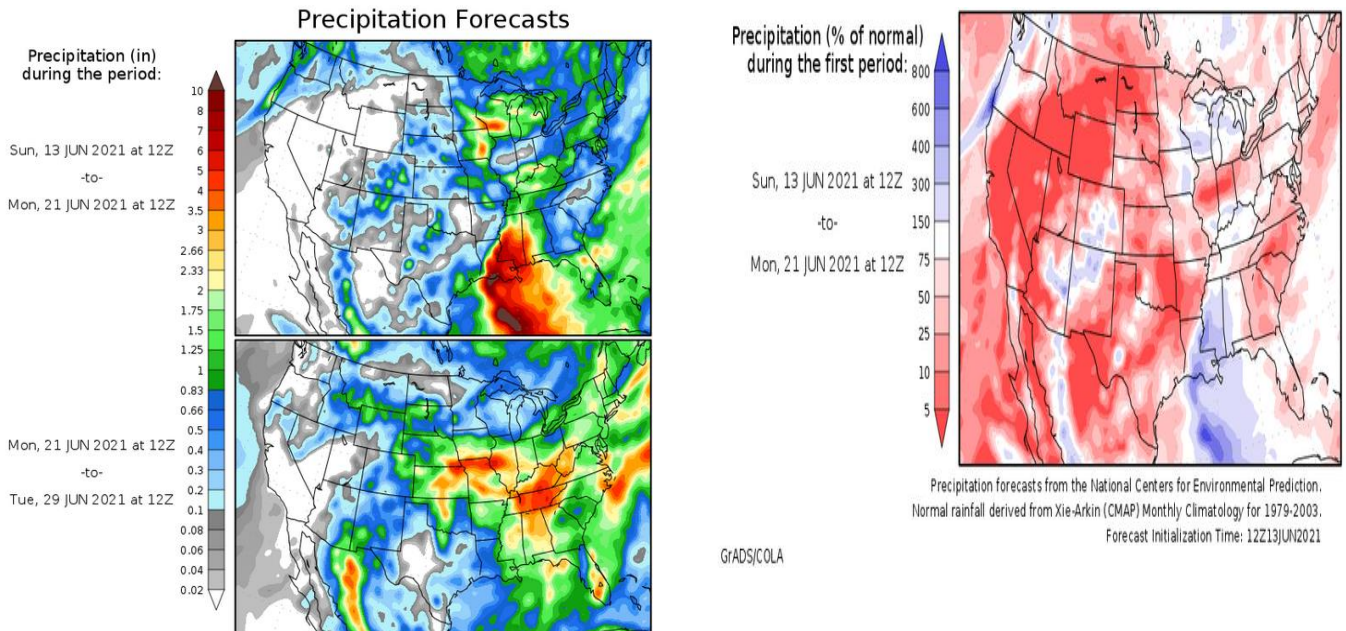 Precipitation Forecasts
Precipitation (in)
during the period:
10
8
7
6
5
4
3.5
3
2.66
2.33
2
1.75
1.5
1.25
1
0.83
0.66
0.5
0.4
0.3
0.2
0.1
0.08
0.06
0.04
0.02
Sun, 13 JUN 2021 at 12Z
-to-
Mon, 21 JUN 2021 at 12Z
Mon, 21 JUN 2021 at 12Z
-to-
Tue, 29 JUN 2021 at 12Z
Precipitation (% of normal)
during the first period:
800
600
400
300
150
75
50
25
10
5
Sun, 13 JUN 2021 at 12Z
-to-
Mon, 21 JUN 2021 at 12Z
Precipitation forecasts from the National Centers for Environmental Prediction.
Normal rainfall derived from Xie-Arkin (CMAP) Monthly Climatology for 1979-2003.
Forecast Initialization Time: 12Z13JUN2021
GrADS/COLA